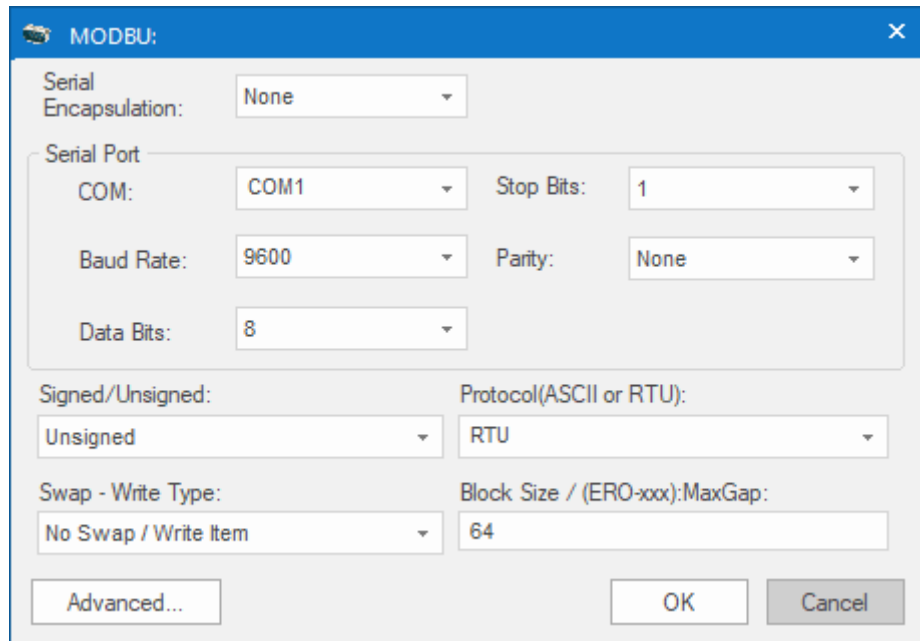 MODBU:
Serial
Encapsulation:
None
Serial Port
COM:
COM1
Stop Bits:
1
Baud Rate:
9600
Parity:
None
Data Bits:
8
Signed/Unsigned:
Protocol(ASCII or RTU):
Unsigned
RTU
Swap - Write Type:
Block Size / (ERO-xxx):MaxGap:
No Swap / Write Item
64
Advanced...
OK
Cancel